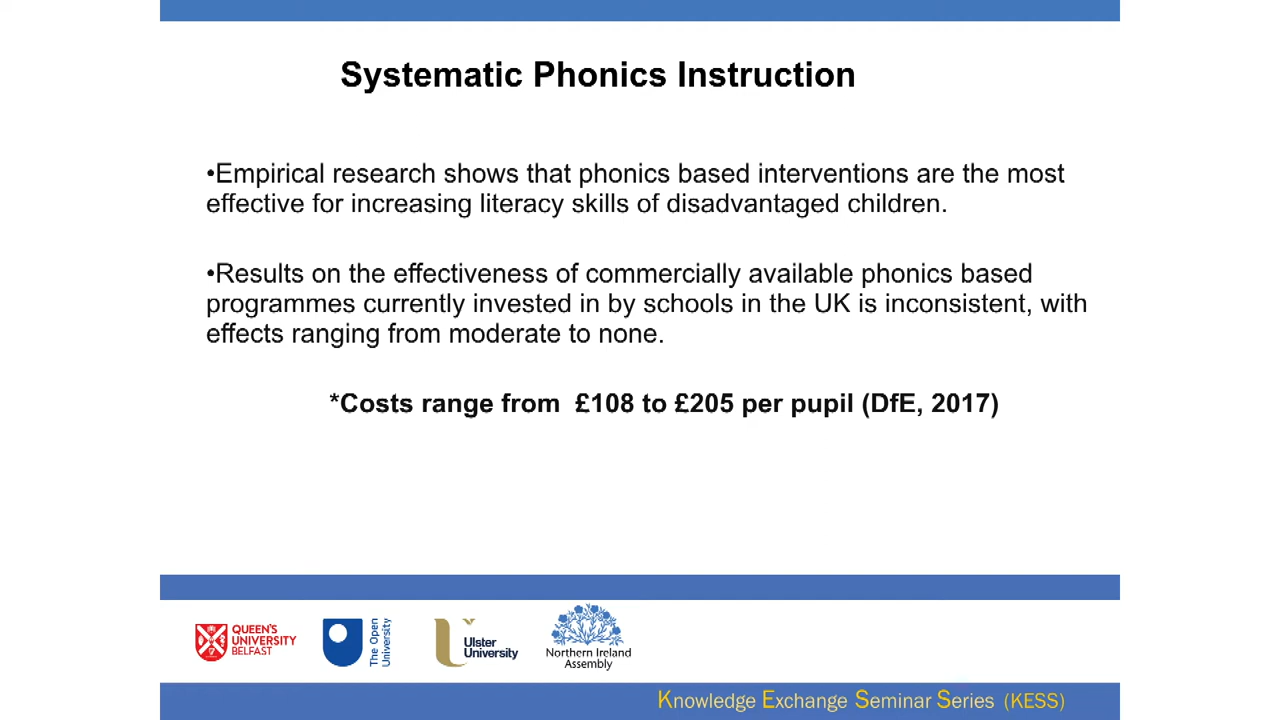 Systematic Phonics Instruction
•Empirical research shows that phonics based interventions are the most
effective for increasing literacy skills of disadvantaged children.
•Results on the effectiveness of commercially available phonics based
programmes currently invested in by schools in the UK is inconsistent, with
effects ranging from moderate to none.
*Costs range from  £108 to £205 per pupil (DfE, 2017)
QUEEN'S
UNIVERSITY
BELFAST
The Open
University
Ulster
University
Northern Ireland
Assembly
Knowledge Exchange Seminar Series (KESS)